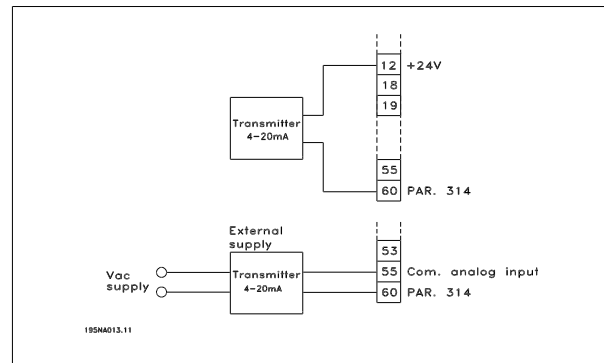 12 +24V
18
19
Transmitter
4-20mA
55
60 PAR. 314
External
supply
53
Vac
supply
Transmitter
4-20mA
55 Com. analog input
60 PAR. 314
195NA013.11